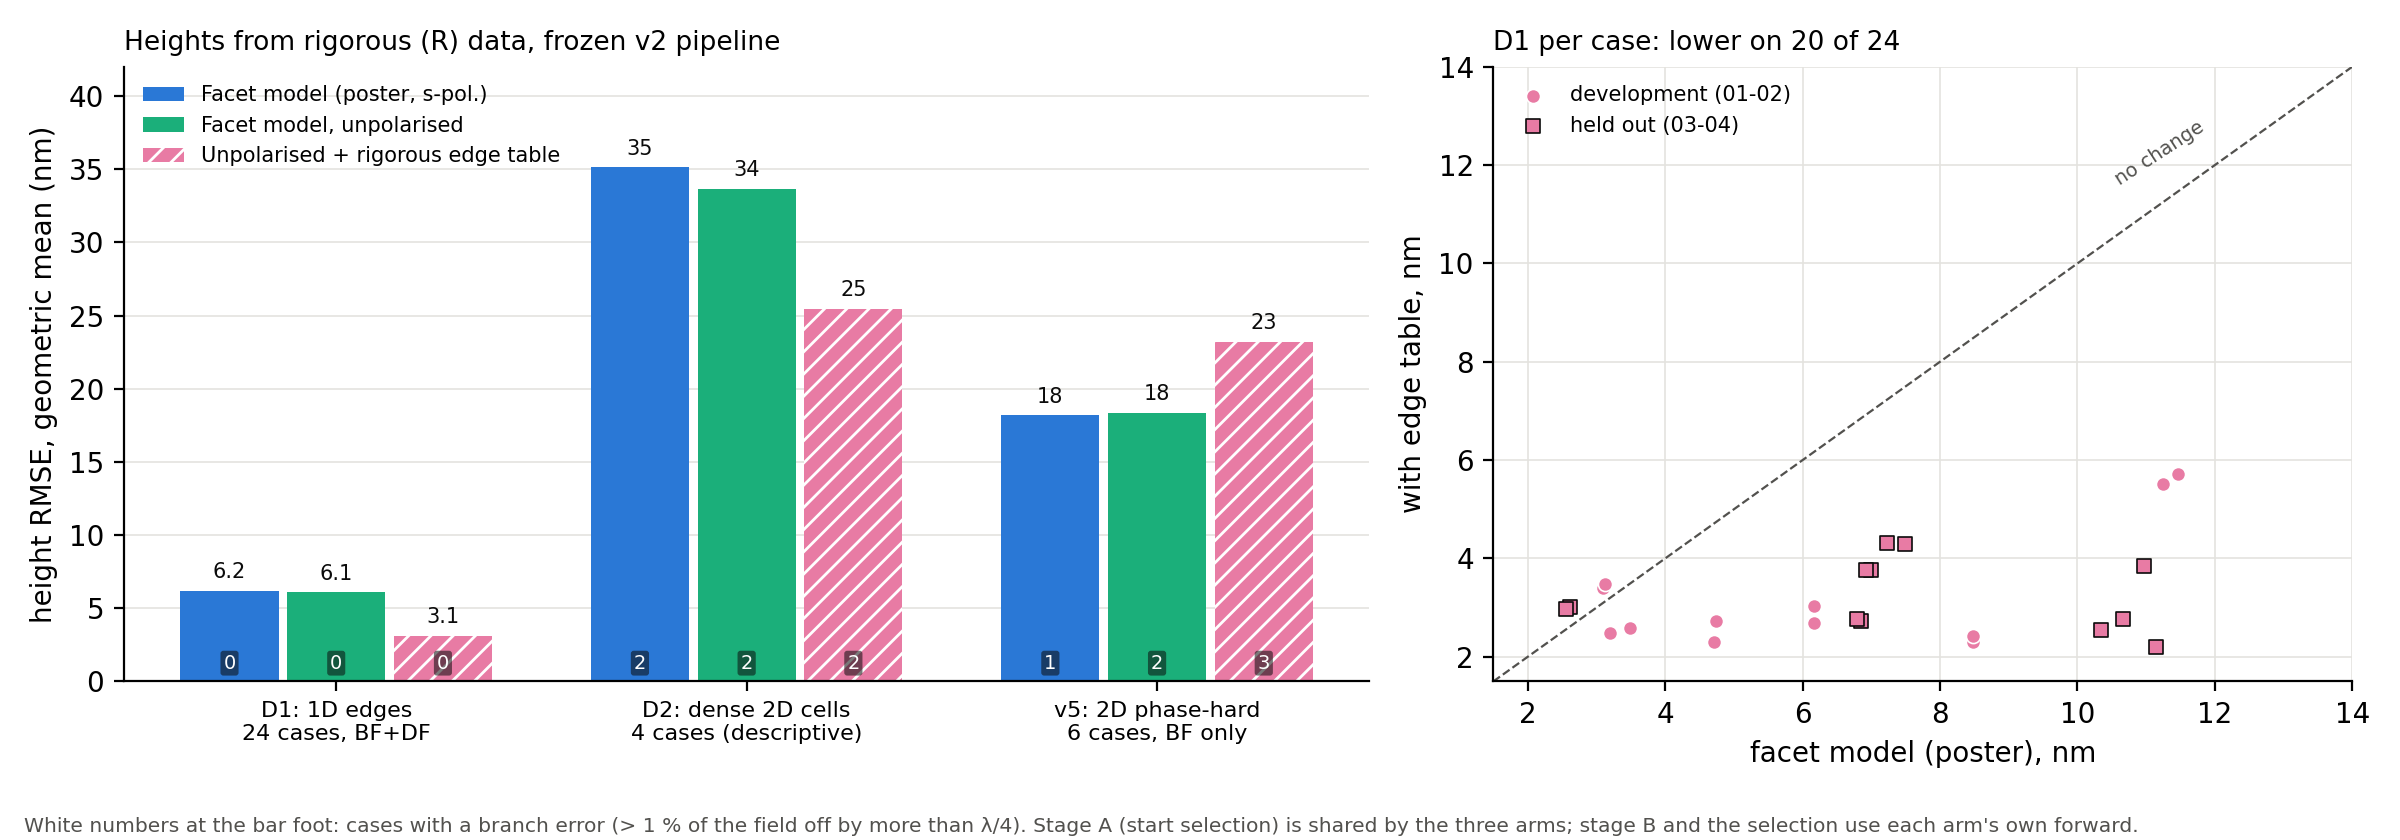 Heights from rigorous (R) data, frozen v2 pipeline
height RMSE, geometric mean (nm)
40
35
30
25
20
15
10
5
0
Facet model (poster, s-pol.)
Facet model, unpolarised
Unpolarised + rigorous edge table
6.2
6.1
3.1
35
34
25
18
18
23
0
0
0
2
2
2
1
2
3
D1: 1D edges
24 cases, BF+DF
D2: dense 2D cells
4 cases (descriptive)
v5: 2D phase-hard
6 cases, BF only
D1 per case: lower on 20 of 24
with edge table, nm
14
12
10
8
6
4
2
development (01-02)
held out (03-04)
no change
2
4
6
8
10
12
14
facet model (poster), nm
White numbers at the bar foot: cases with a branch error (> 1 % of the field off by more than λ/4). Stage A (start selection) is shared by the three arms; stage B and the selection use each arm's own forward.